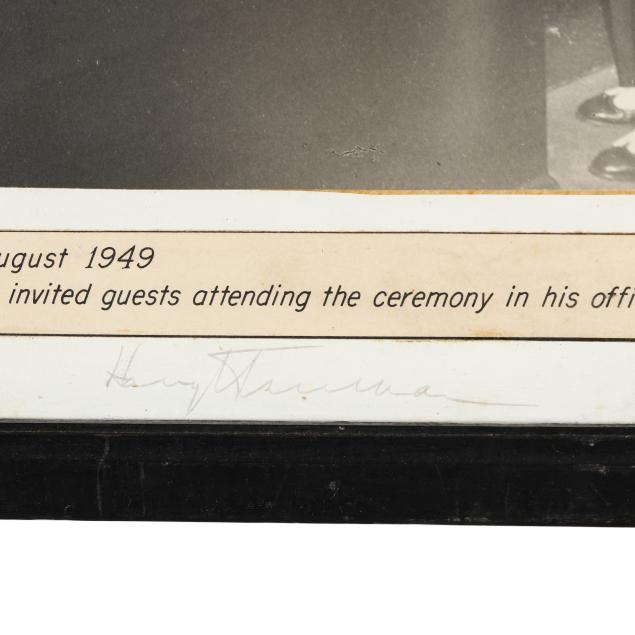 ugust 1949
invited guests attending the ceremony in his offi
Harry Truman